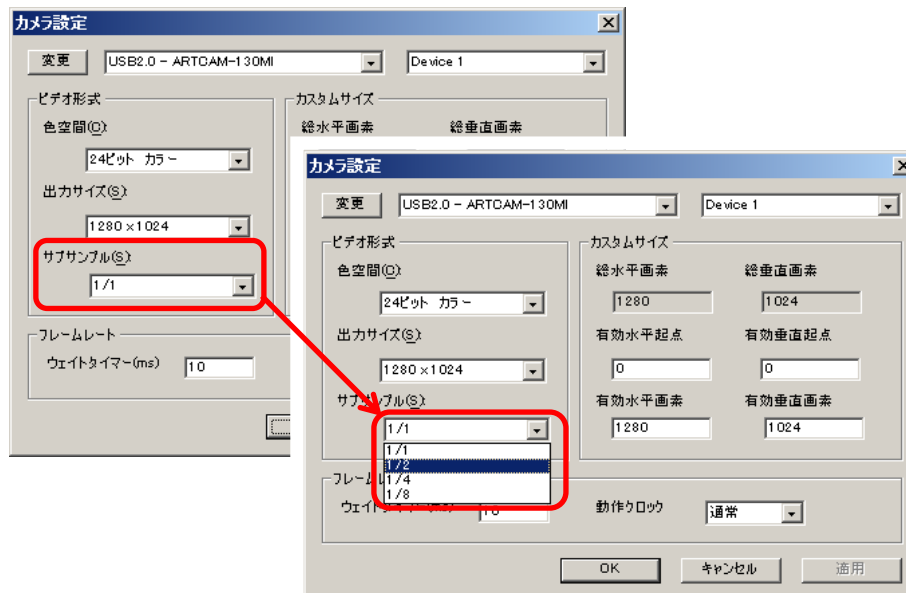 カメラ設定
変更 USB2.0 - ARTCAM-130MI Device 1
ビデオ形式
色空間(O):
24ビット カラー
出力サイズ(S):
1280×1024
サブサンプル(S):
1/1
フレームレート
ウェイトタイマー(ms) 10
カスタムサイズ
総水平画素 総垂直画素
カメラ設定
変更 USB2.0 - ARTCAM-130MI Device 1
ビデオ形式
色空間(O):
24ビット カラー
出力サイズ(S):
1280×1024
サブサンプル(S):
1/1
1/1
1/2
1/4
1/8
カスタムサイズ
総水平画素 総垂直画素
1280 1024
有効水平起点 有効垂直起点
0 0
有効水平画素 有効垂直画素
1280 1024
動作クロック 通常
OK キャンセル 適用